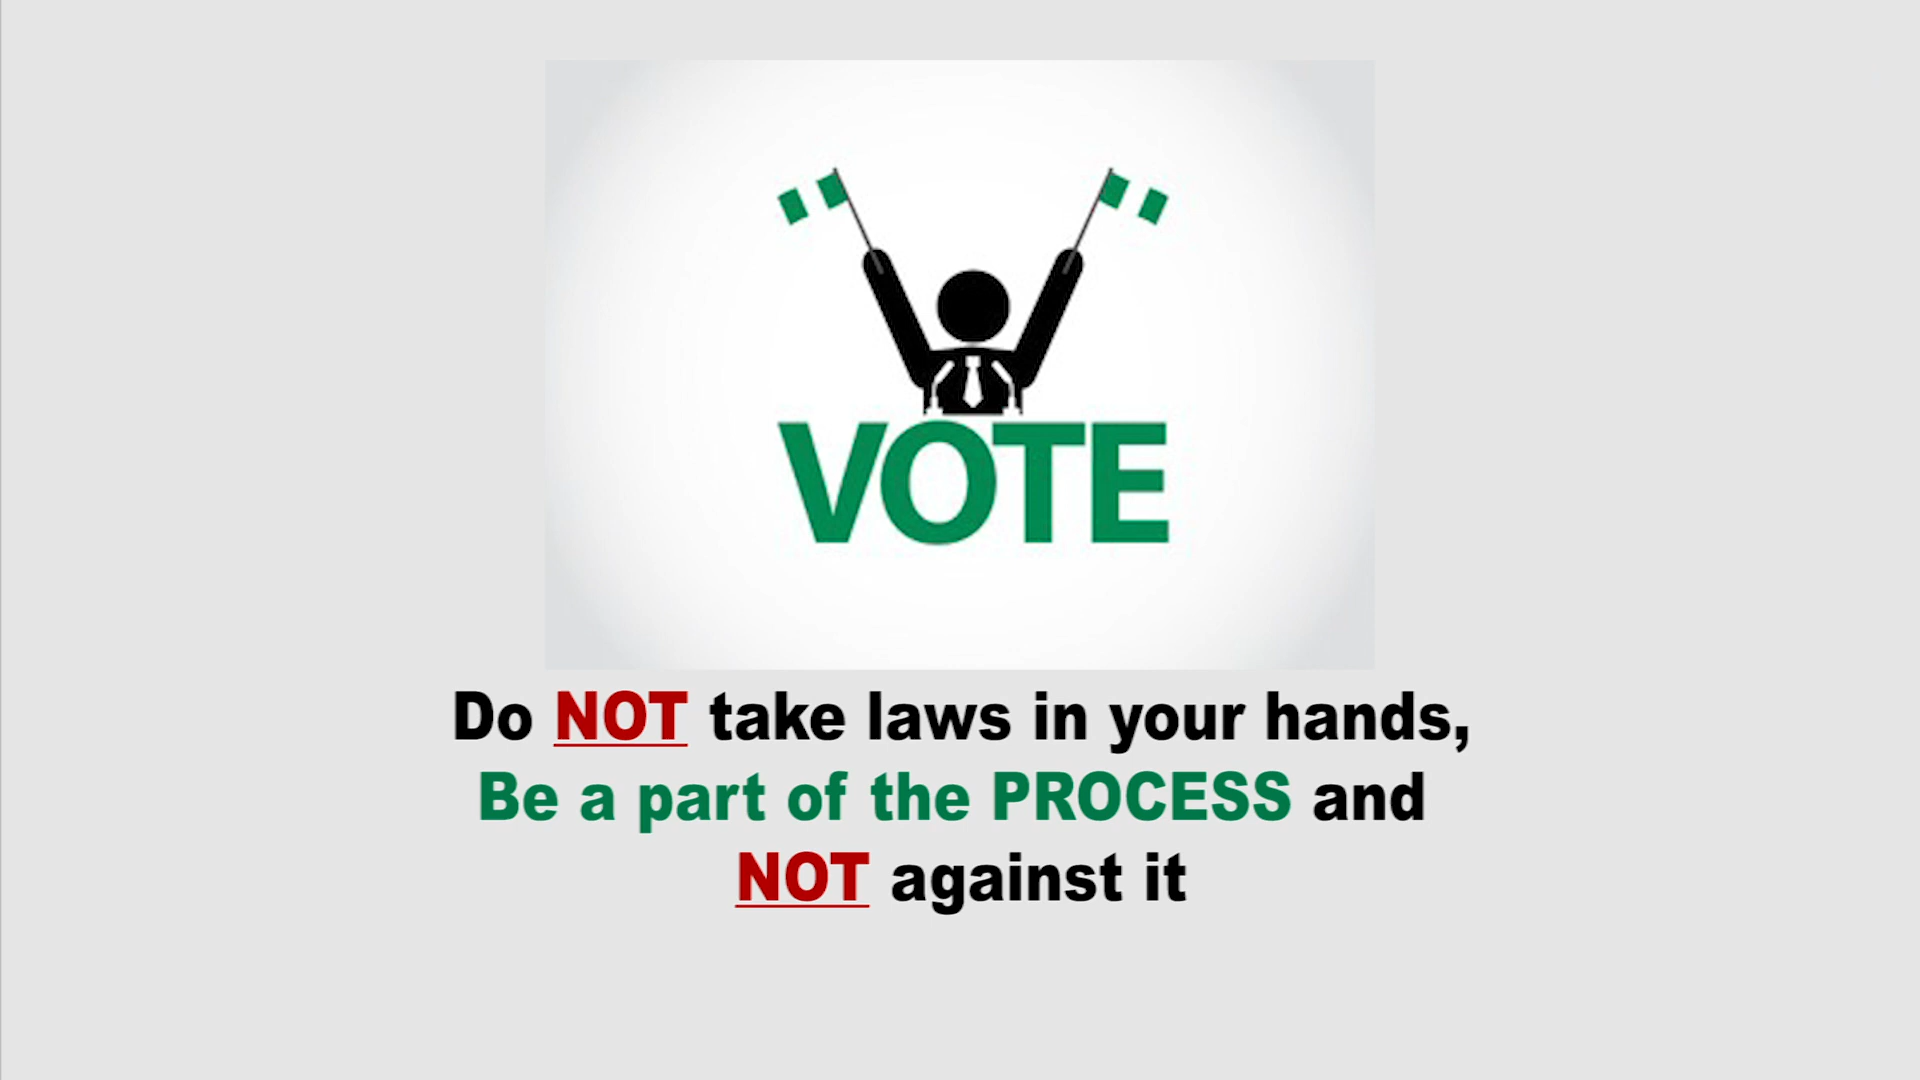 VOTE
Do NOT take laws in your hands,
Be a part of the PROCESS and
NOT against it